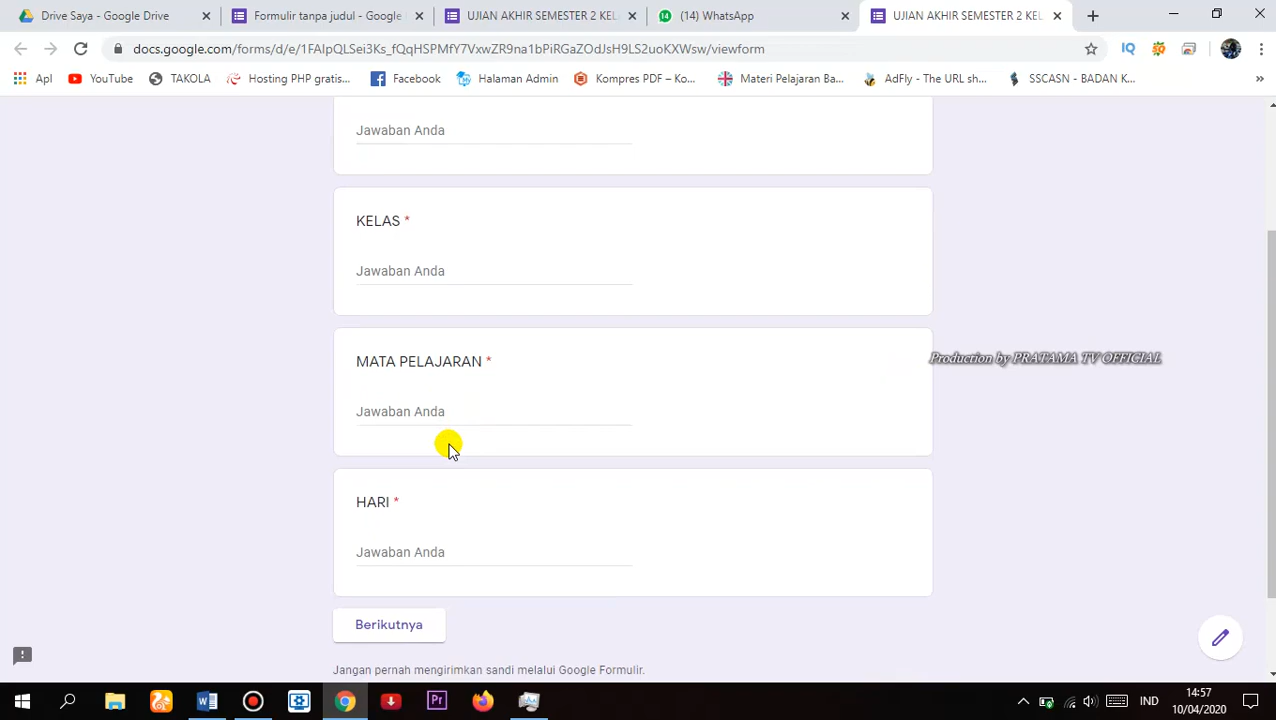 Drive Saya - Google Drive
Formulir tanpa judul - Google
UJIAN AKHIR SEMESTER 2 KEL
(14) WhatsApp
UJIAN AKHIR SEMESTER 2 KE
docs.google.com/forms/d/e/1FAIpQLSei3Ks_fQqHSPMfY7VxwZR9na1bPiRGaZOdJsH9LS2uoKXWsw/viewform
Apl
YouTube
TAKOLA
Hosting PHP gratis...
Facebook
Halaman Admin
Kompres PDF – Ko...
Materi Pelajaran Ba...
AdFly - The URL sh...
SSCASN - BADAN K...
Jawaban Anda
KELAS *
Jawaban Anda
MATA PELAJARAN *
Production by PRATAMA TV OFFICIAL
Jawaban Anda
HARI *
Jawaban Anda
Berikutnya
Jangan pernah mengirimkan sandi melalui Google Formulir.
IND
14:57
10/04/2020